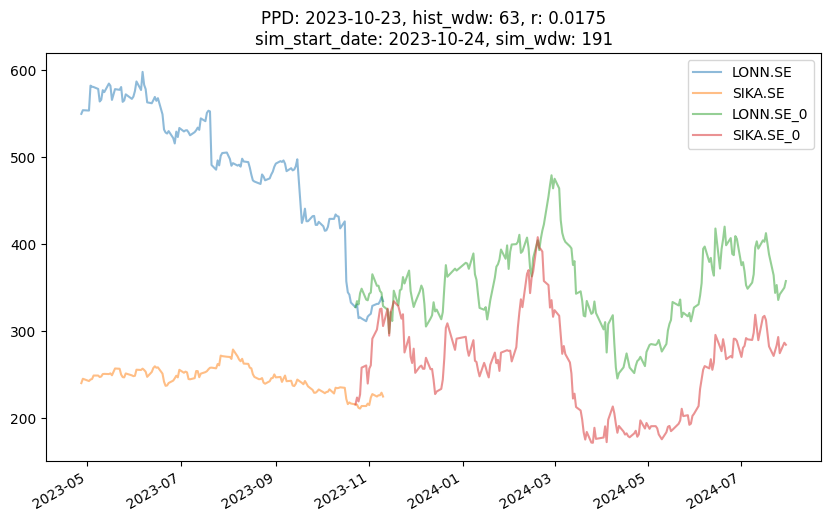 PPD: 2023-10-23, hist_wdw: 63, r: 0.0175
sim_start_date: 2023-10-24, sim_wdw: 191
LONN.SE
SIKA.SE
LONN.SE_0
SIKA.SE_0
600
500
400
300
200
2023-05
2023-07
2023-09
2023-11
2024-01
2024-03
2024-05
2024-07